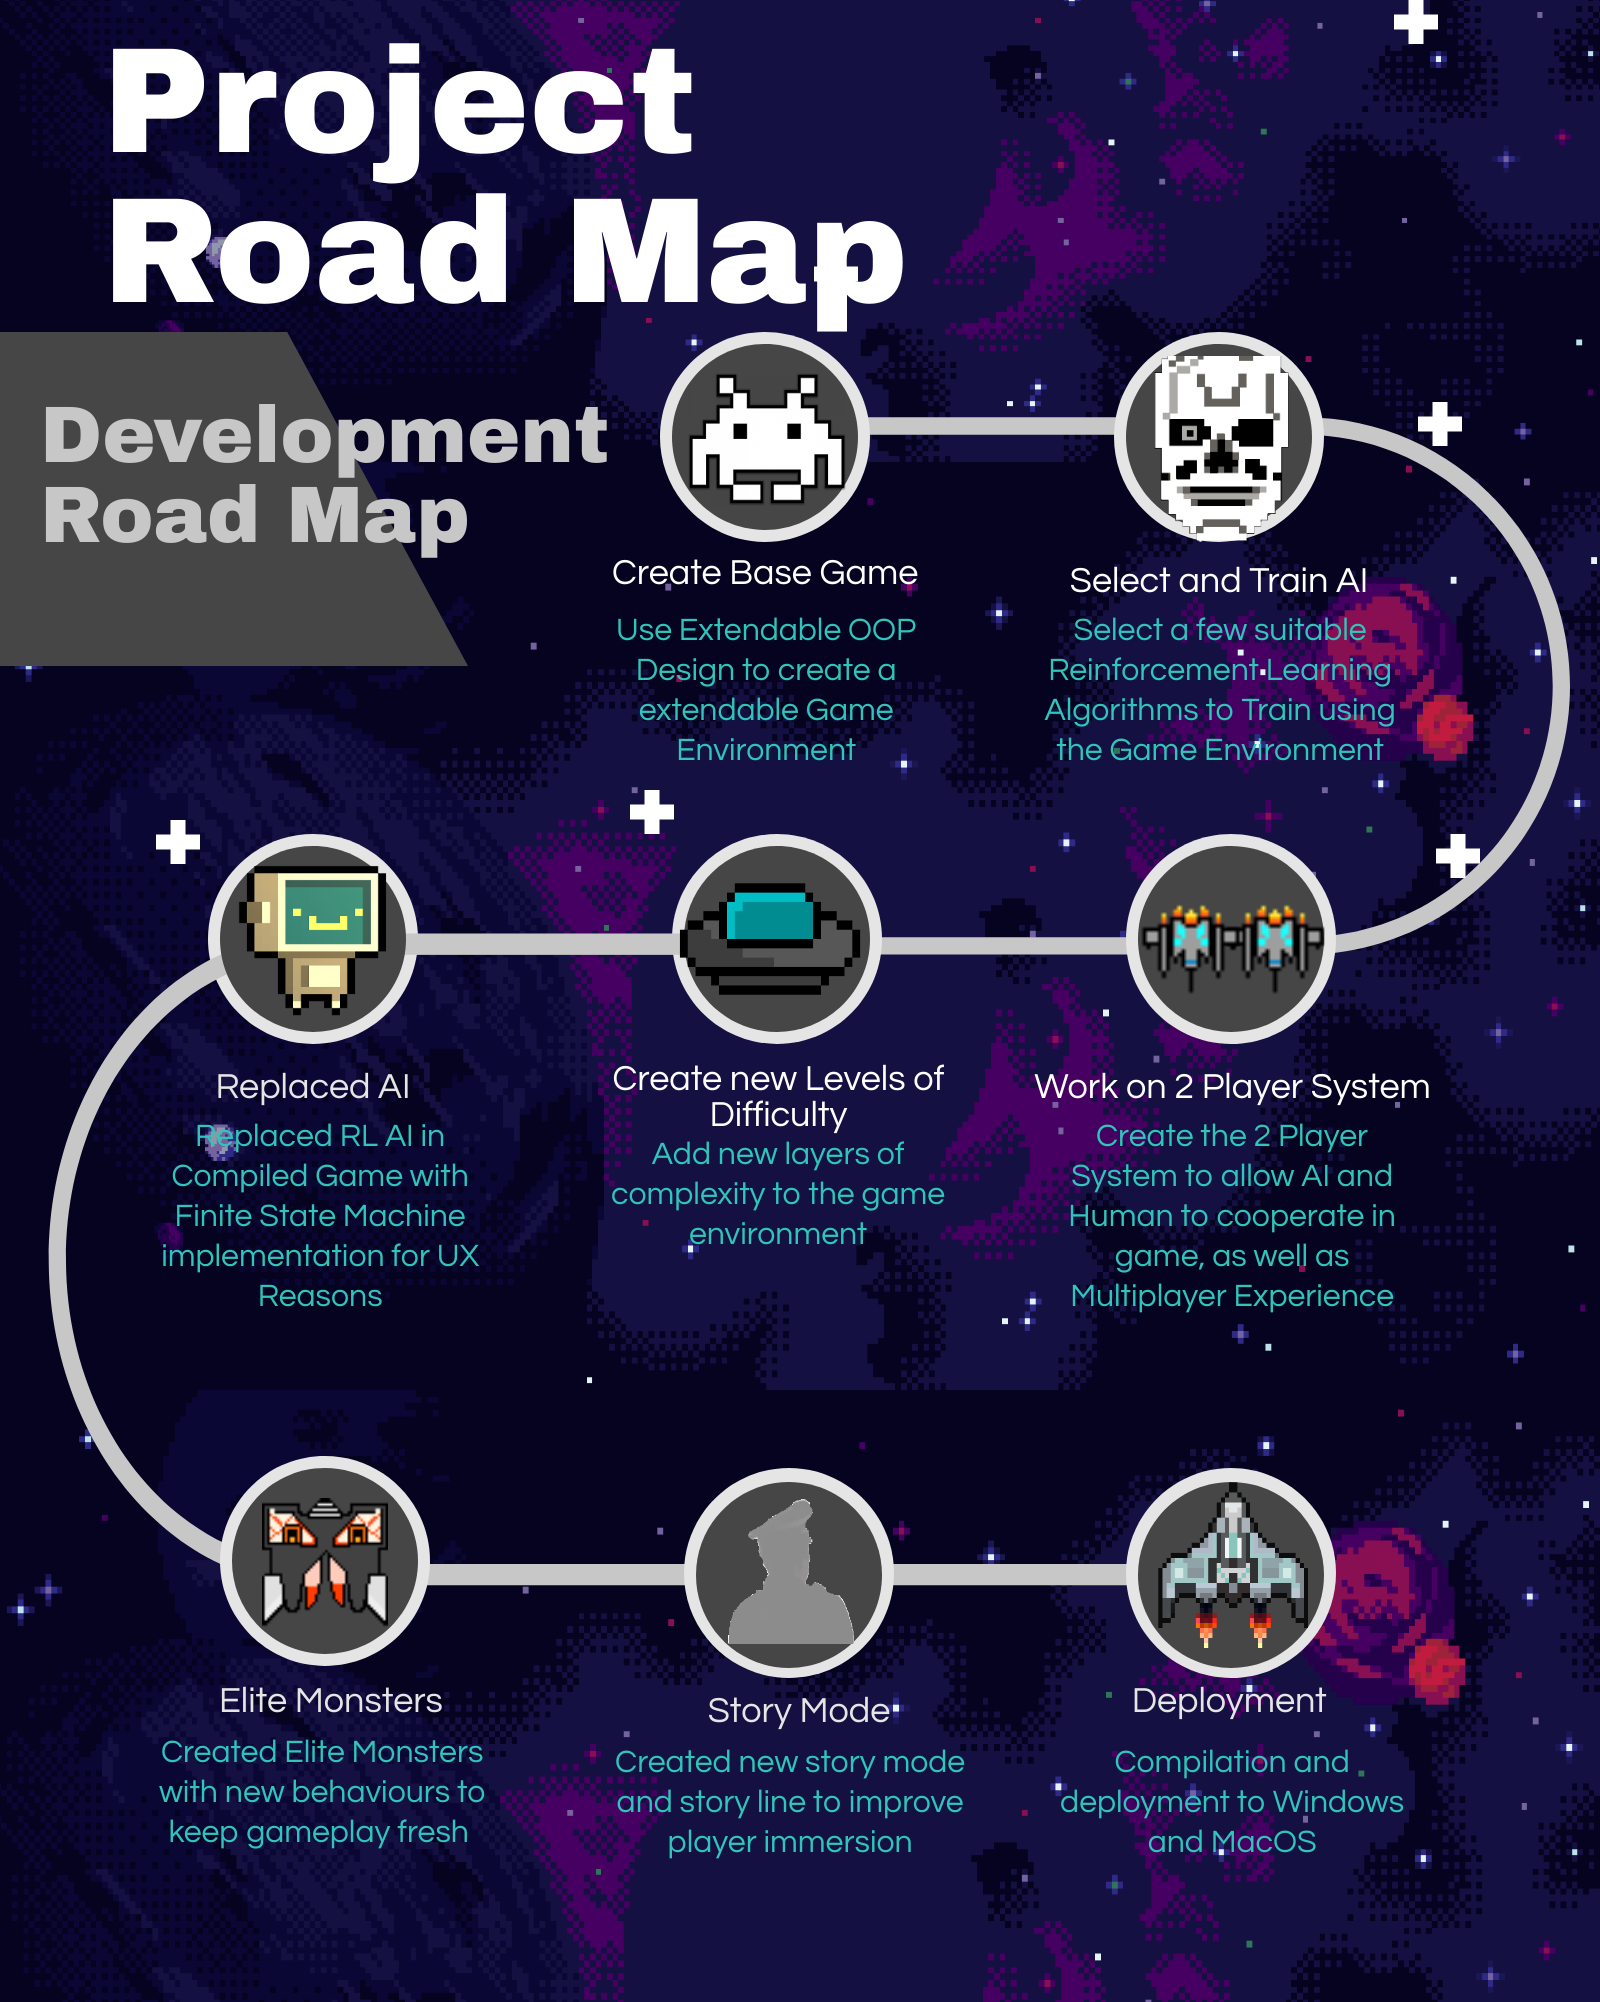 Project
Road Map
Development
Road Map
Create Base Game
Use Extendable OOP
Design to create a
extendable Game
Environment
Select and Train AI
Select a few suitable
Reinforcement Learning
Algorithms to Train using
the Game Environment
Replaced AI
Replaced RL AI in
Compiled Game with
Finite State Machine
implementation for UX
Reasons
Create new Levels of
Difficulty
Add new layers of
complexity to the game
environment
Work on 2 Player System
Create the 2 Player
System to allow AI and
Human to cooperate in
game, as well as
Multiplayer Experience
Elite Monsters
Created Elite Monsters
with new behaviours to
keep gameplay fresh
Story Mode
Created new story mode
and story line to improve
player immersion
Deployment
Compilation and
deployment to Windows
and MacOS